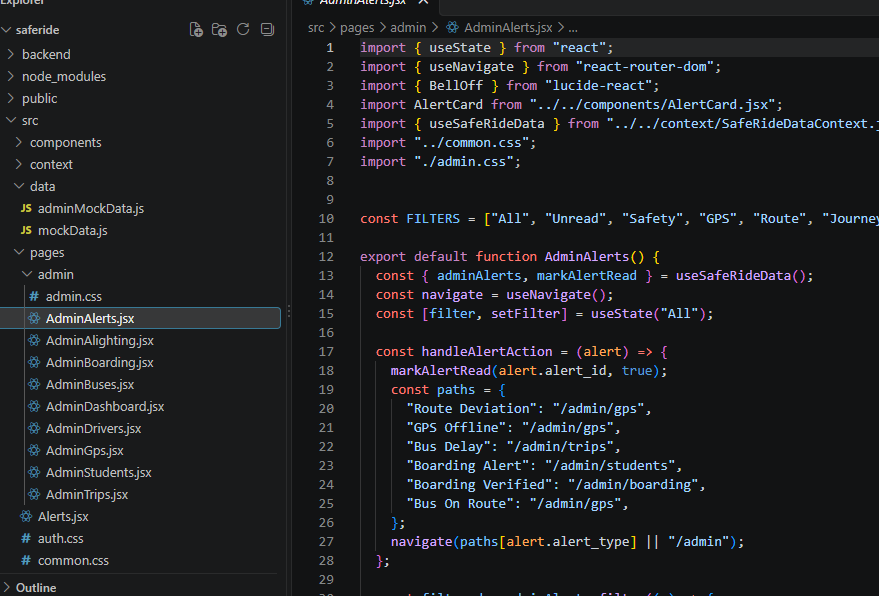 Explorer
saferide
backend
node_modules
public
src
components
context
data
JS adminMockData.js
JS mockData.js
pages
admin
# admin.css
AdminAlerts.jsx
AdminAlighting.jsx
AdminBoarding.jsx
AdminBuses.jsx
AdminDashboard.jsx
AdminDrivers.jsx
AdminGps.jsx
AdminStudents.jsx
AdminTrips.jsx
Alerts.jsx
# auth.css
# common.css
Outline
AdminAlerts.jsx
src > pages > admin > AdminAlerts.jsx > ...
1 import { useState } from "react";
2 import { useNavigate } from "react-router-dom";
3 import { BellOff } from "lucide-react";
4 import AlertCard from "../../components/AlertCard.jsx";
5 import { useSafeRideData } from "../../context/SafeRideDataContext.j
6 import "../common.css";
7 import "./admin.css";
8
9
10 const FILTERS = ["All", "Unread", "Safety", "GPS", "Route", "Journey
11
12 export default function AdminAlerts() {
13 const { adminAlerts, markAlertRead } = useSafeRideData();
14 const navigate = useNavigate();
15 const [filter, setFilter] = useState("All");
16
17 const handleAlertAction = (alert) => {
18 markAlertRead(alert.alert_id, true);
19 const paths = {
20 "Route Deviation": "/admin/gps",
21 "GPS Offline": "/admin/gps",
22 "Bus Delay": "/admin/trips",
23 "Boarding Alert": "/admin/students",
24 "Boarding Verified": "/admin/boarding",
25 "Bus On Route": "/admin/gps",
26 };
27 navigate(paths[alert.alert_type] || "/admin");
28 };
29